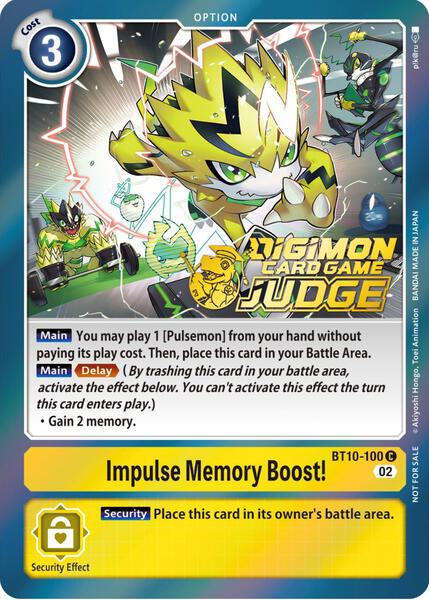 OPTION
Cost
3
p!k@ru
DIGIMON
CARD GAME
JUDGE
Main You may play 1 [Pulsemon] from your hand without
paying its play cost. Then, place this card in your Battle Area.
Main Delay (By trashing this card in your battle area,
activate the effect below. You can't activate this effect the turn
this card enters play.)
• Gain 2 memory.
BT10-100 C
Impulse Memory Boost!
02
Security Place this card in its owner's battle area.
Security Effect
NOT FOR SALE © Akiyoshi Hongo, Toei Animation BANDAI MADE IN JAPAN